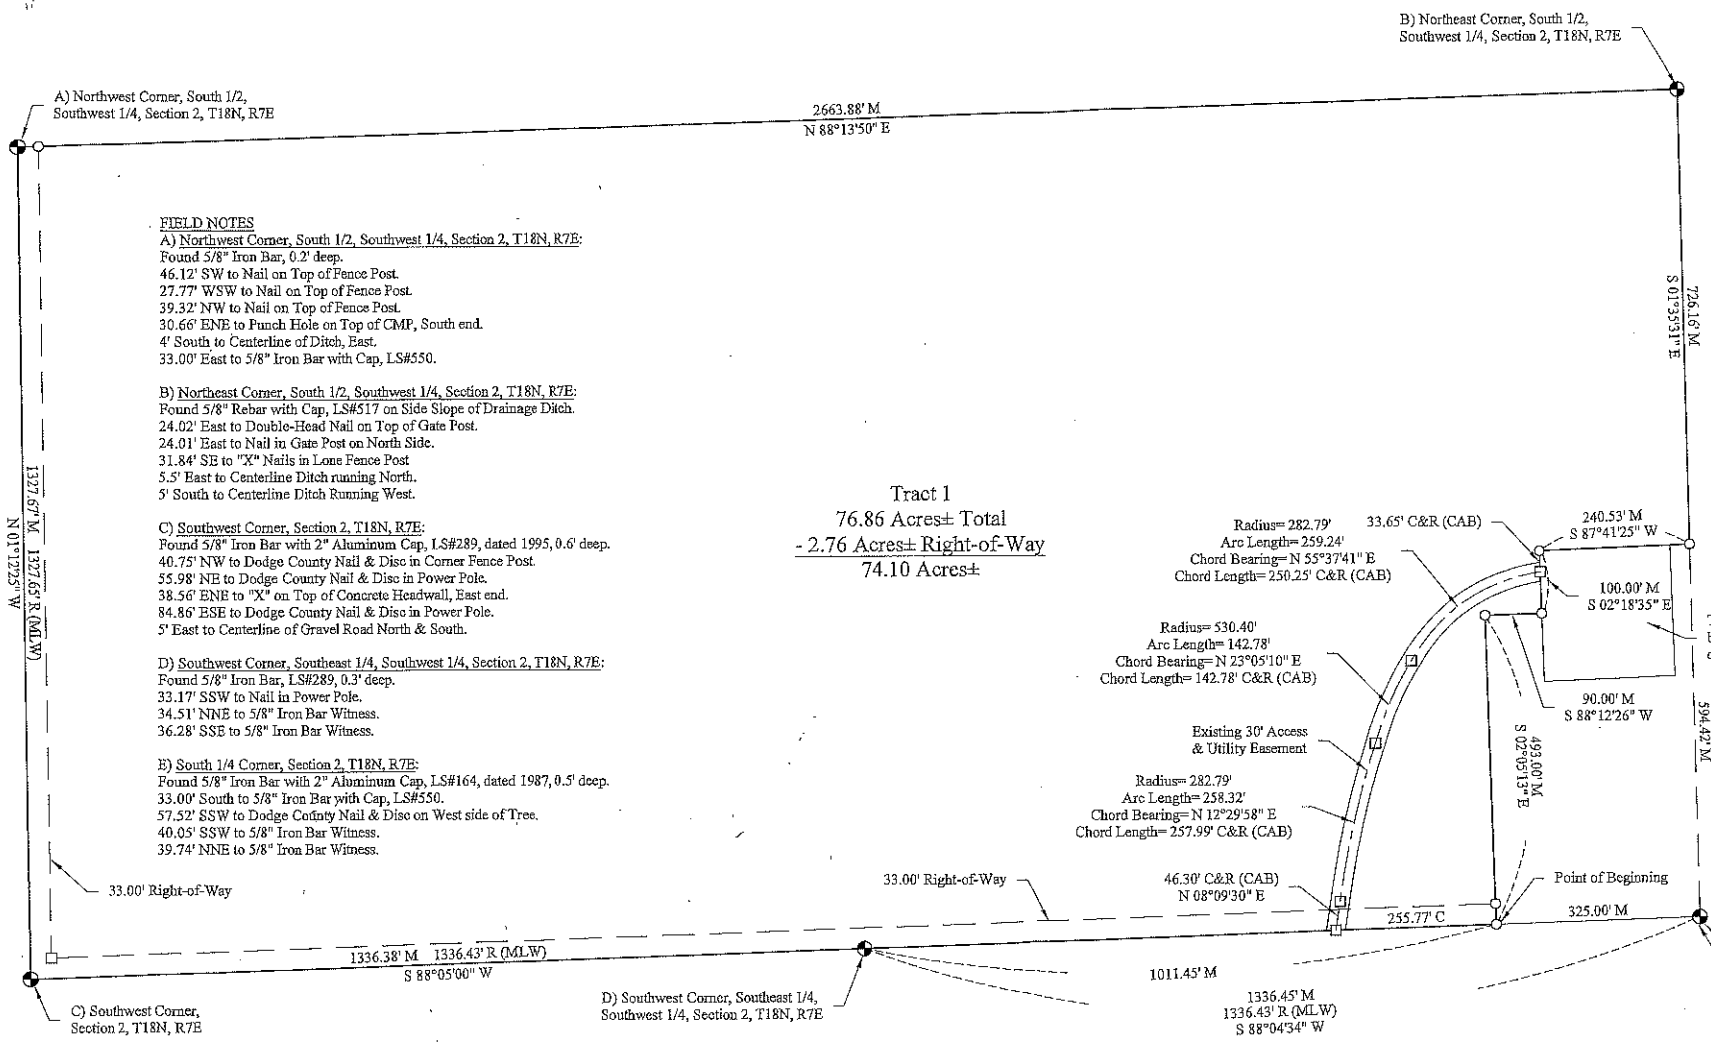 B) Northeast Corner, South 1/2,
Southwest 1/4, Section 2, T18N, R7E
A) Northwest Corner, South 1/2,
Southwest 1/4, Section 2, T18N, R7E
2663.88' M
N 88°13'50" E
FIELD NOTES
A) Northwest Corner, South 1/2, Southwest 1/4, Section 2, T18N, R7E:
Found 5/8" Iron Bar, 0.2' deep.
46.12' SW to Nail on Top of Fence Post.
27.77' WSW to Nail on Top of Fence Post.
39.32' NW to Nail on Top of Fence Post.
30.66' ENE to Punch Hole on Top of CMP, South end.
4' South to Centerline of Ditch, East.
33.00' East to 5/8" Iron Bar with Cap, LS#550.
B) Northeast Corner, South 1/2, Southwest 1/4, Section 2, T18N, R7E:
Found 5/8" Rebar with Cap, LS#517 on Side Slope of Drainage Ditch.
24.02' East to Double-Head Nail on Top of Gate Post.
24.01' East to Nail in Gate Post on North Side.
31.84' SE to "X" Nails in Lone Fence Post
5.5' East to Centerline Ditch running North.
5' South to Centerline Ditch Running West.
C) Southwest Corner, Section 2, T18N, R7E:
Found 5/8" Iron Bar with 2" Aluminum Cap, LS#289, dated 1995, 0.6' deep.
40.75' NW to Dodge County Nail & Disc in Corner Fence Post.
55.98' NE to Dodge County Nail & Disc in Power Pole.
38.56' ENE to "X" on Top of Concrete Headwall, East end.
84.86' ESE to Dodge County Nail & Disc in Power Pole.
5' East to Centerline of Gravel Road North & South.
D) Southwest Corner, Southeast 1/4, Southwest 1/4, Section 2, T18N, R7E:
Found 5/8" Iron Bar, LS#289, 0.3' deep.
33.17' SSW to Nail in Power Pole.
34.51' NNE to 5/8" Iron Bar Witness.
36.28' SSE to 5/8" Iron Bar Witness.
E) South 1/4 Corner, Section 2, T18N, R7E:
Found 5/8" Iron Bar with 2" Aluminum Cap, LS#164, dated 1987, 0.5' deep.
33.00' South to 5/8" Iron Bar with Cap, LS#550.
57.52' SSW to Dodge County Nail & Disc on West side of Tree.
40.05' SSW to 5/8" Iron Bar Witness.
39.74' NNE to 5/8" Iron Bar Witness.
1327.67' M 1327.65' R (MLW)
N 01°12'25" W
726.16' M
S 01°35'31" E
Tract 1
76.86 Acres± Total
- 2.76 Acres± Right-of-Way
74.10 Acres±
Radius= 282.79'
Arc Length= 259.24'
Chord Bearing= N 55°37'41" E
Chord Length= 250.25' C&R (CAB)
33.65' C&R (CAB)
240.53' M
S 87°41'25" W
100.00' M
S 02°18'35" E
Radius= 530.40'
Arc Length= 142.78'
Chord Bearing= N 23°05'10" E
Chord Length= 142.78' C&R (CAB)
90.00' M
S 88°12'26" W
594.42' M
493.00' M
S 02°05'13" E
Existing 30' Access
& Utility Easement
Radius= 282.79'
Arc Length= 258.32'
Chord Bearing= N 12°29'58" E
Chord Length= 257.99' C&R (CAB)
33.00' Right-of-Way
33.00' Right-of-Way
46.30' C&R (CAB)
N 08°09'30" E
Point of Beginning
255.77' C
325.00' M
1336.38' M 1336.43' R (MLW)
S 88°05'00" W
1011.45' M
1336.45' M
1336.43' R (MLW)
S 88°04'34" W
C) Southwest Corner,
Section 2, T18N, R7E
D) Southwest Corner, Southeast 1/4,
Southwest 1/4, Section 2, T18N, R7E